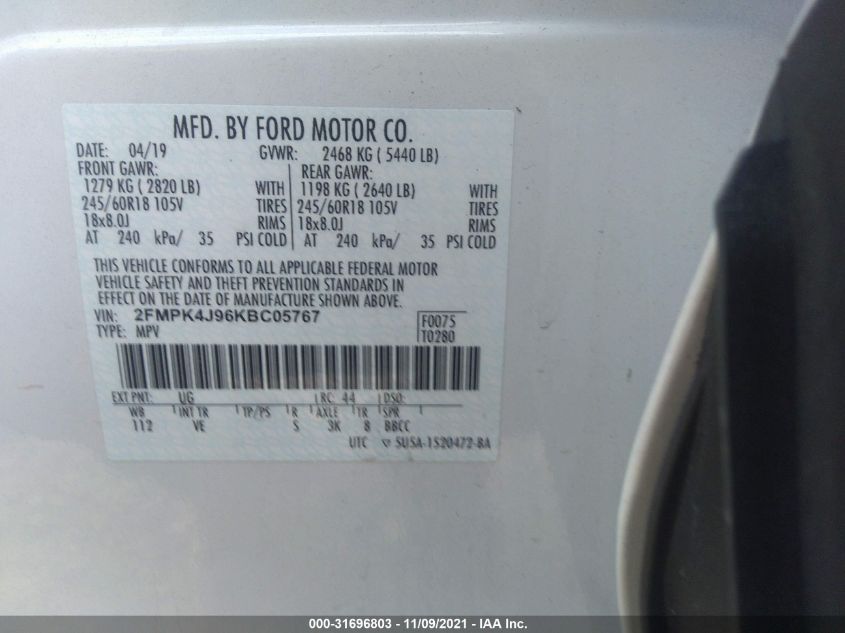 MFD. BY FORD MOTOR CO.
DATE: 04/19 GVWR: 2468 KG ( 5440 LB)
FRONT GAWR: REAR GAWR:
1279 KG ( 2820 LB) WITH 1198 KG ( 2640 LB) WITH
245/60R18 105V TIRES 245/60R18 105V TIRES
18x8.0J RIMS 18x8.0J RIMS
AT 240 kPa/ 35 PSI COLD AT 240 kPa/ 35 PSI COLD
THIS VEHICLE CONFORMS TO ALL APPLICABLE FEDERAL MOTOR
VEHICLE SAFETY AND THEFT PREVENTION STANDARDS IN
EFFECT ON THE DATE OF MANUFACTURE SHOWN ABOVE.
VIN: 2FMPK4J96KBC05767 F0075
TYPE: MPV T0280
EXT PNT: UG RC: 44 DSO:
WB INT TR TP/PS R AXLE TR SPR
112 VE S 3K 8 BBCC
UTC ▽ 5U5A-1520472-BA
000-31696803 - 11/09/2021 - IAA Inc.